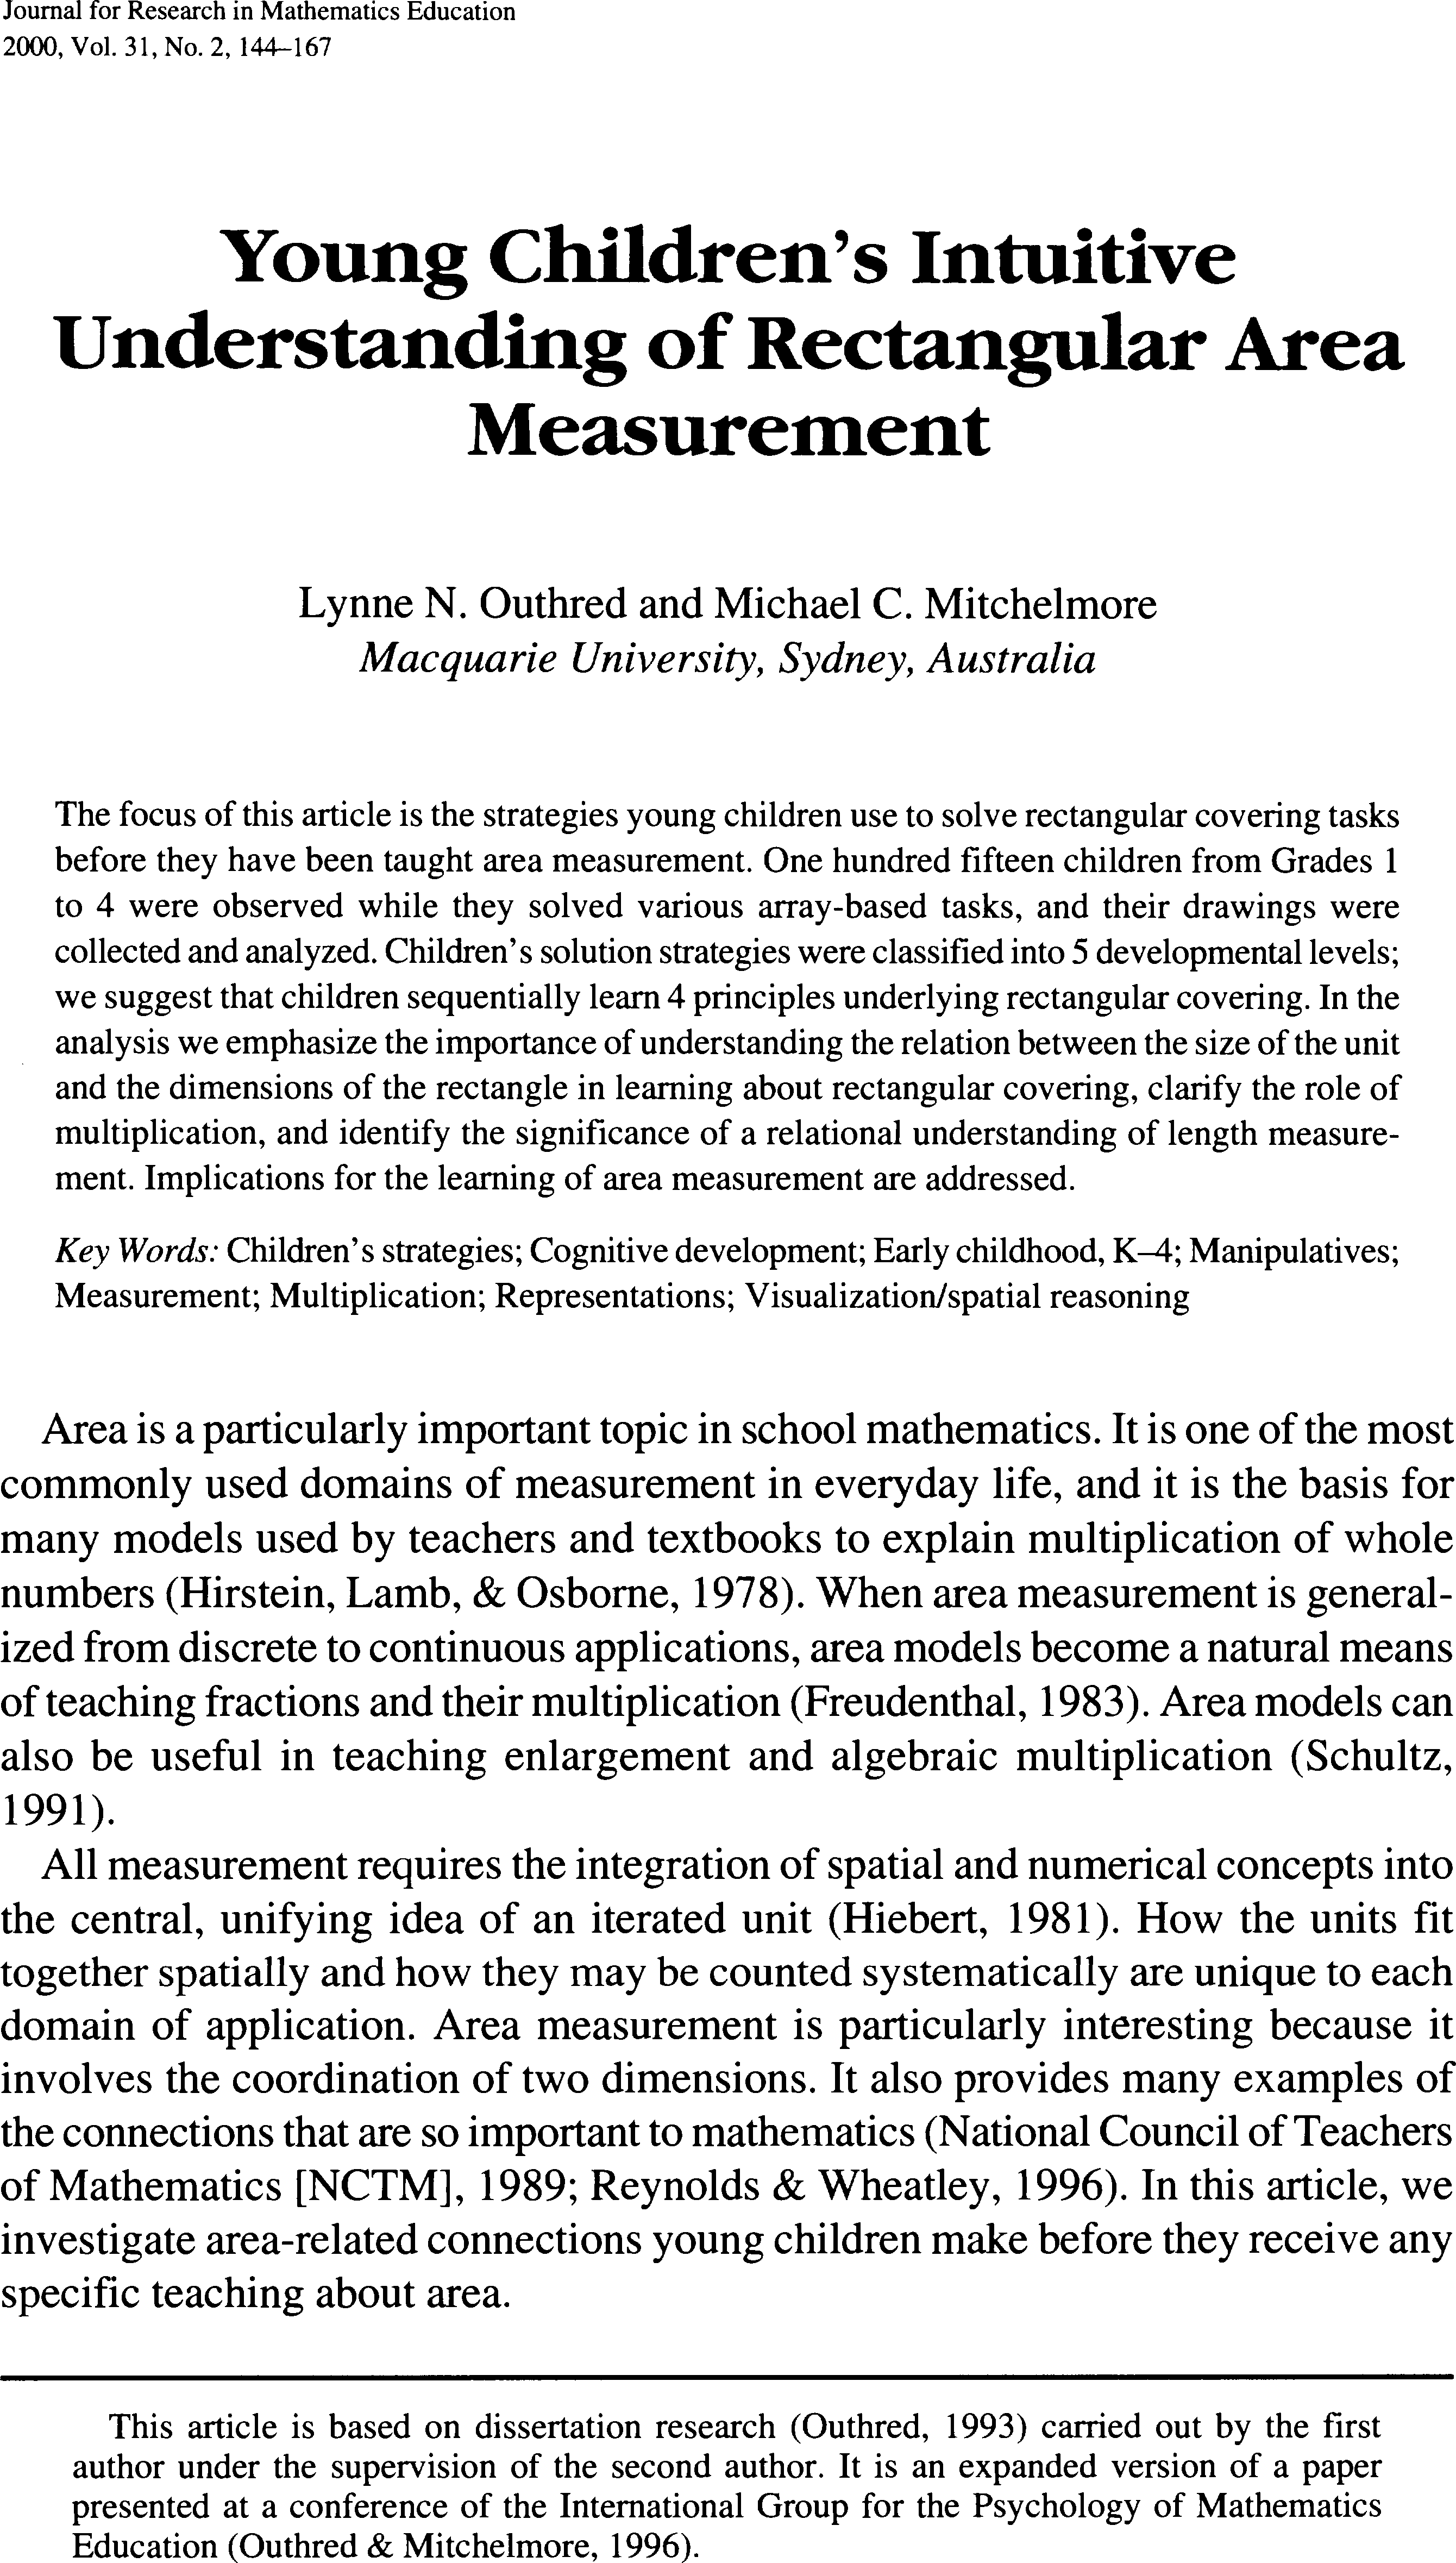 Journal for Research in Mathematics Education
2000, Vol. 31, No. 2, 144–167
Young Children's Intuitive
Understanding of Rectangular Area
Measurement
Lynne N. Outhred and Michael C. Mitchelmore
Macquarie University, Sydney, Australia
The focus of this article is the strategies young children use to solve rectangular covering tasks
before they have been taught area measurement. One hundred fifteen children from Grades 1
to 4 were observed while they solved various array-based tasks, and their drawings were
collected and analyzed. Children's solution strategies were classified into 5 developmental levels;
we suggest that children sequentially learn 4 principles underlying rectangular covering. In the
analysis we emphasize the importance of understanding the relation between the size of the unit
and the dimensions of the rectangle in learning about rectangular covering, clarify the role of
multiplication, and identify the significance of a relational understanding of length measure-
ment. Implications for the learning of area measurement are addressed.
Key Words: Children's strategies; Cognitive development; Early childhood, K–4; Manipulatives;
Measurement; Multiplication; Representations; Visualization/spatial reasoning
Area is a particularly important topic in school mathematics. It is one of the most
commonly used domains of measurement in everyday life, and it is the basis for
many models used by teachers and textbooks to explain multiplication of whole
numbers (Hirstein, Lamb, & Osborne, 1978). When area measurement is general-
ized from discrete to continuous applications, area models become a natural means
of teaching fractions and their multiplication (Freudenthal, 1983). Area models can
also be useful in teaching enlargement and algebraic multiplication (Schultz,
1991).
All measurement requires the integration of spatial and numerical concepts into
the central, unifying idea of an iterated unit (Hiebert, 1981). How the units fit
together spatially and how they may be counted systematically are unique to each
domain of application. Area measurement is particularly interesting because it
involves the coordination of two dimensions. It also provides many examples of
the connections that are so important to mathematics (National Council of Teachers
of Mathematics [NCTM], 1989; Reynolds & Wheatley, 1996). In this article, we
investigate area-related connections young children make before they receive any
specific teaching about area.
This article is based on dissertation research (Outhred, 1993) carried out by the first
author under the supervision of the second author. It is an expanded version of a paper
presented at a conference of the International Group for the Psychology of Mathematics
Education (Outhred & Mitchelmore, 1996).